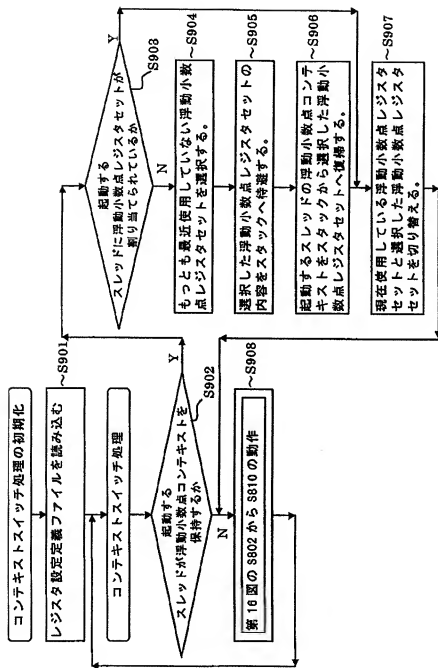 コンテキストスイッチ処理の初期化
レジスタ設定定義ファイルを読み込む
~S901
コンテキストスイッチ処理
起動する
スレッドが浮動小数点コンテキストを
保持するか
S902
Y
N
第16図のS802からS810の動作
~S908
起動する
スレッドに浮動小数点レジスタセットが
割り当てられているか
S903
Y
N
もっとも最近使用していない浮動小数
点レジスタセットを選択する。
~S904
選択した浮動小数点レジスタセットの
内容をスタックへ待避する。
~S905
起動するスレッドの浮動小数点コンテ
キストをスタックから選択した浮動小
数点レジスタセットへ復帰する。
~S906
現在使用している浮動小数点レジスタ
セットと選択した浮動小数点レジスタ
セットを切り替える。
~S907